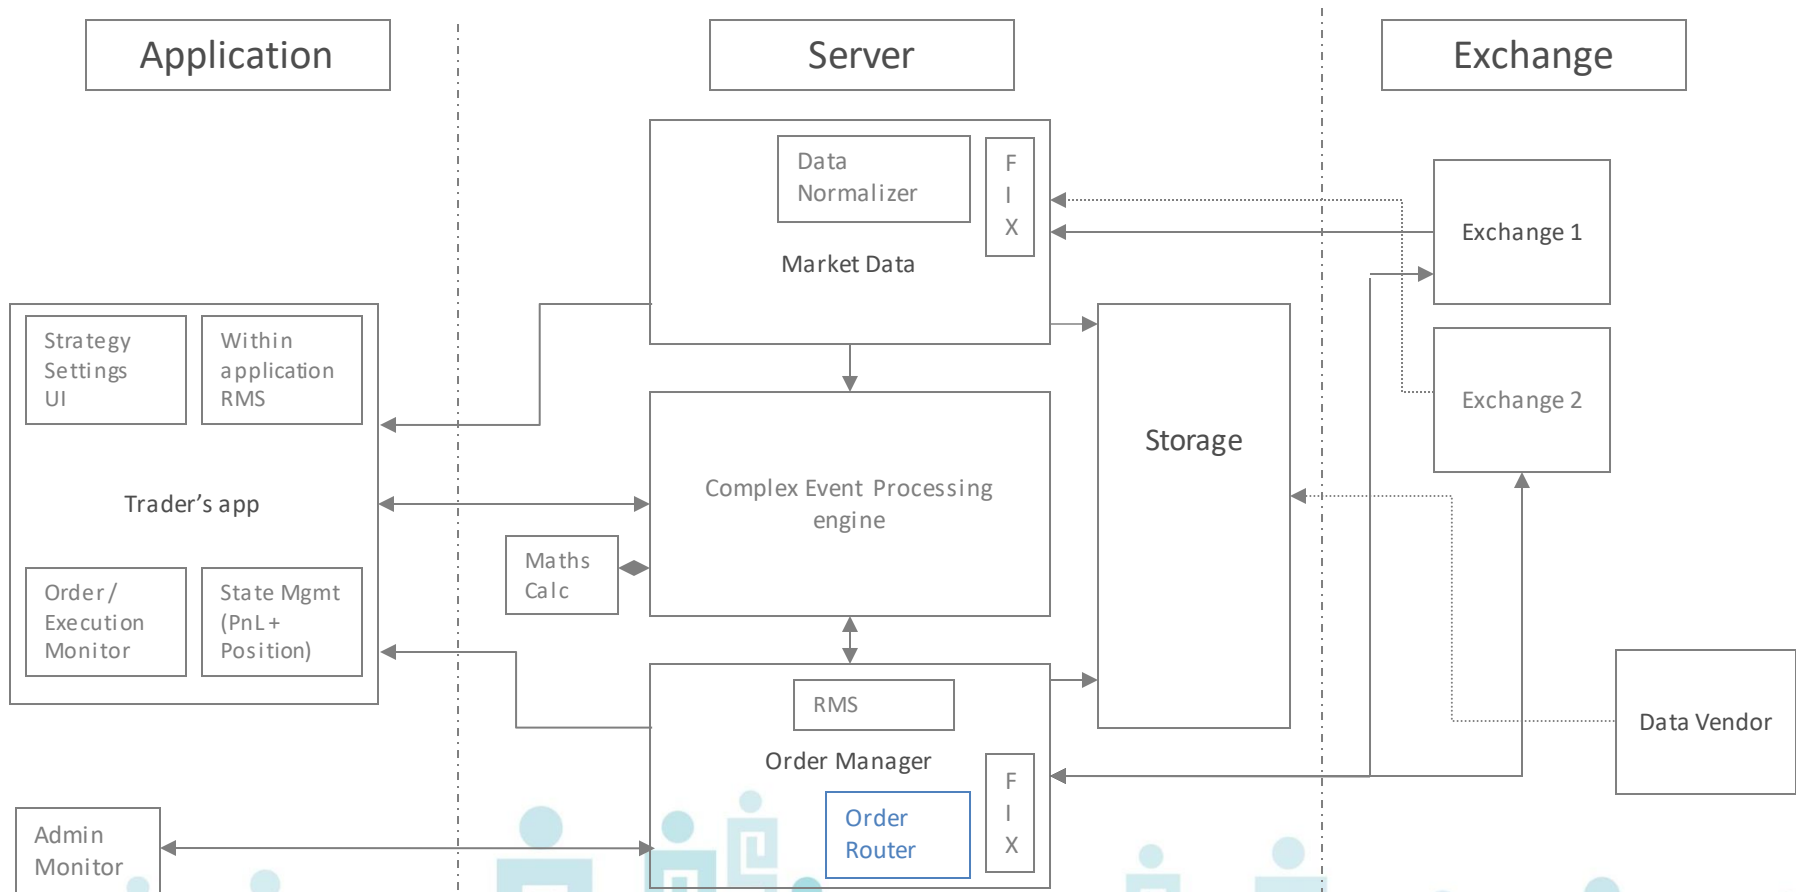 Application
Server
Exchange
Data
Normalizer
F
I
X
Market Data
Exchange 1
Strategy
Settings
UI
Within
application
RMS
Exchange 2
Storage
Trader's app
Complex Event Processing
engine
Maths
Calc
Order /
Execution
Monitor
State Mgmt
(PnL +
Position)
RMS
Data Vendor
Order Manager
F
I
X
Order
Router
Admin
Monitor